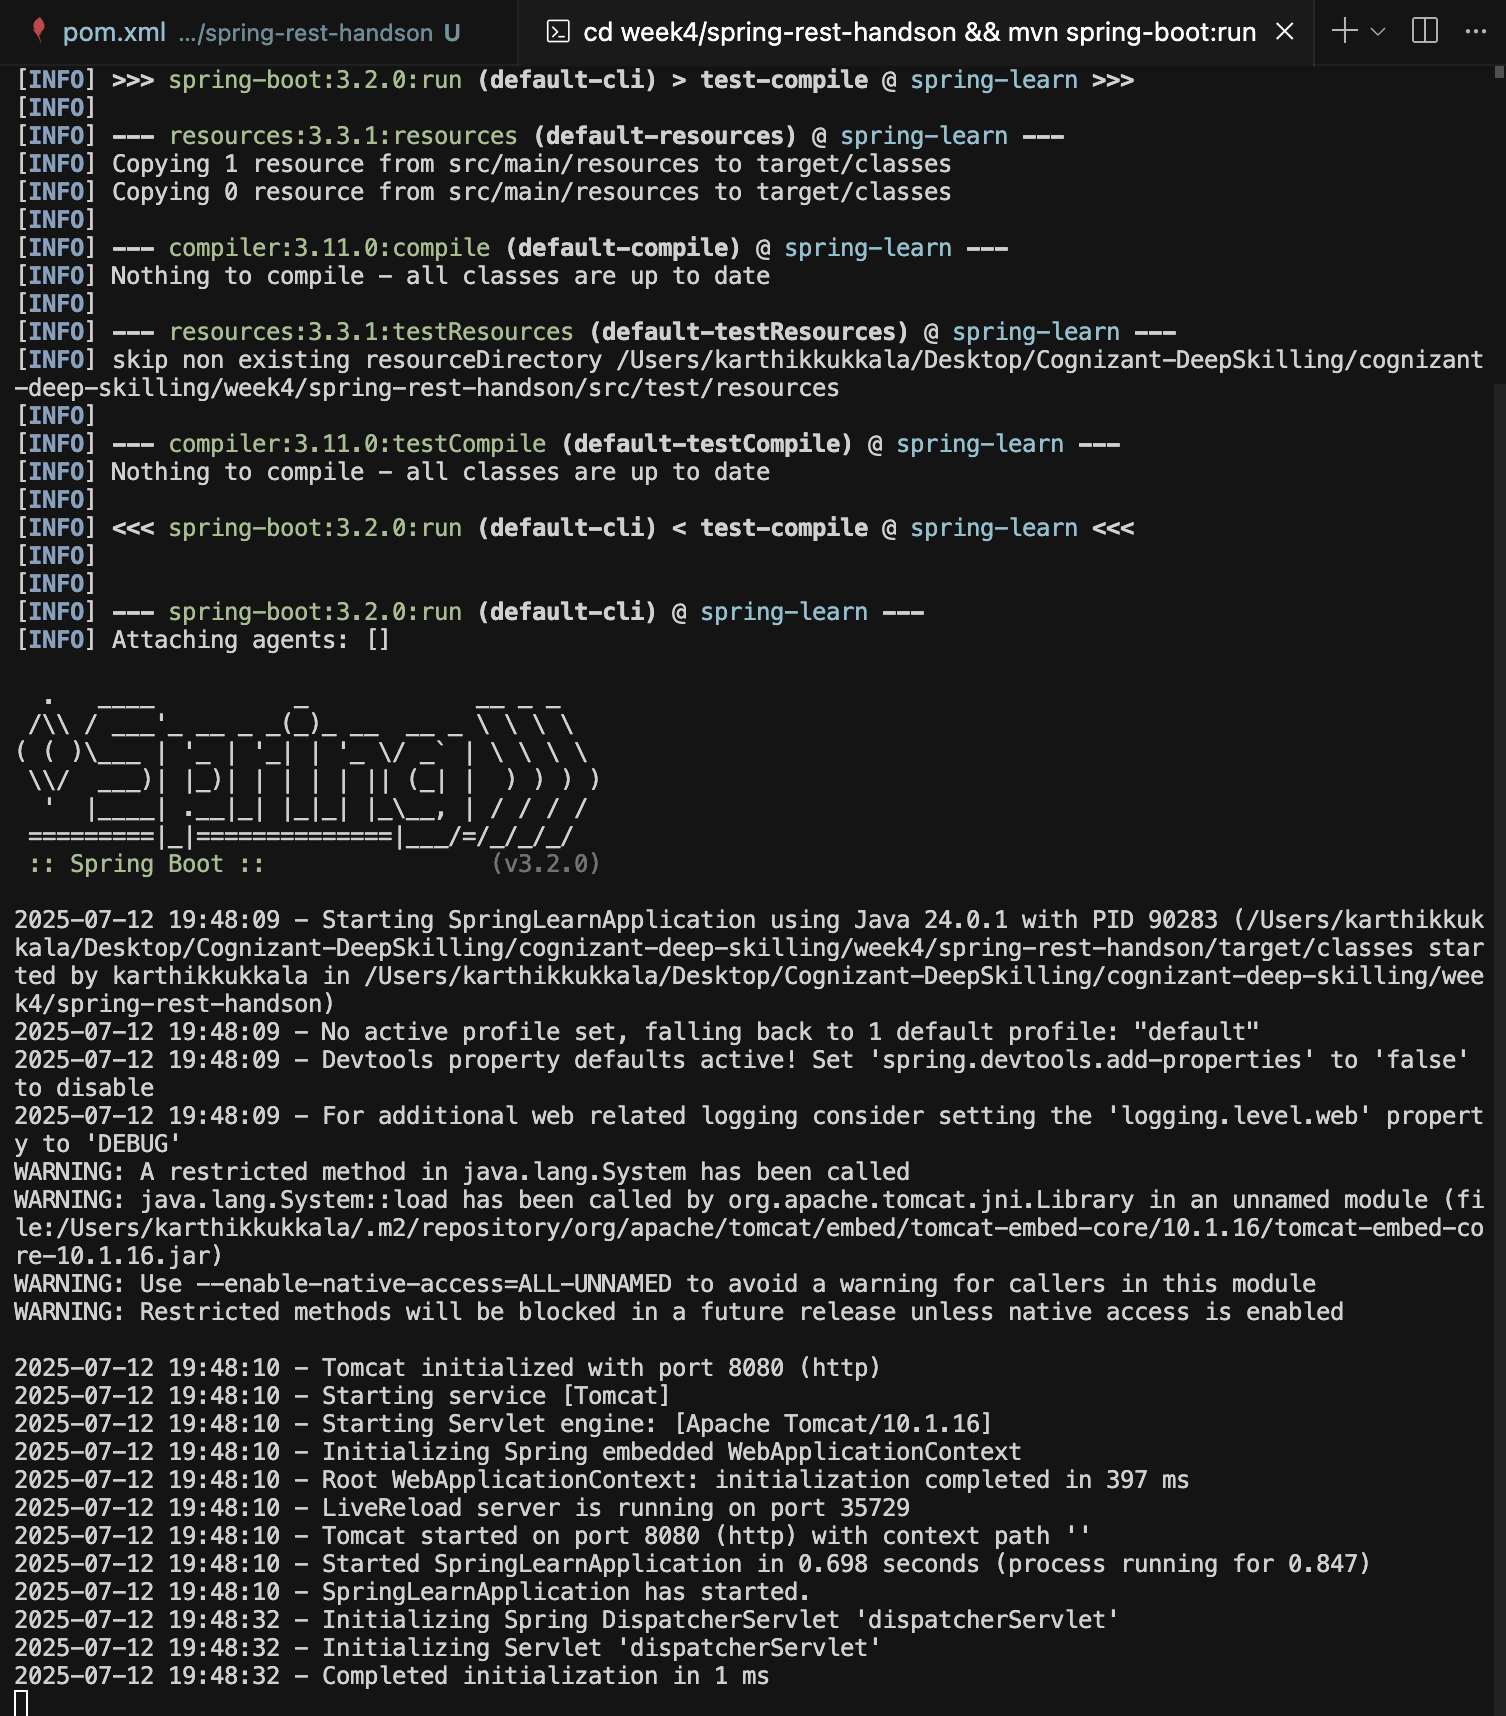 pom.xml .../spring-rest-handson U
cd week4/spring-rest-handson && mvn spring-boot:run
[INFO] >>> spring-boot:3.2.0:run (default-cli) > test-compile @ spring-learn >>>
[INFO]
[INFO] --- resources:3.3.1:resources (default-resources) @ spring-learn ---
[INFO] Copying 1 resource from src/main/resources to target/classes
[INFO] Copying 0 resource from src/main/resources to target/classes
[INFO]
[INFO] --- compiler:3.11.0:compile (default-compile) @ spring-learn ---
[INFO] Nothing to compile - all classes are up to date
[INFO]
[INFO] --- resources:3.3.1:testResources (default-testResources) @ spring-learn ---
[INFO] skip non existing resourceDirectory /Users/karthikkukkala/Desktop/Cognizant-DeepSkilling/cognizant
-deep-skilling/week4/spring-rest-handson/src/test/resources
[INFO]
[INFO] --- compiler:3.11.0:testCompile (default-testCompile) @ spring-learn ---
[INFO] Nothing to compile - all classes are up to date
[INFO]
[INFO] <<< spring-boot:3.2.0:run (default-cli) < test-compile @ spring-learn <<<
[INFO]
[INFO]
[INFO] --- spring-boot:3.2.0:run (default-cli) @ spring-learn ---
[INFO] Attaching agents: []
  .   ____          _            __ _ _
 /\\ / ___'_ __ _ _(_)_ __  __ _ \ \ \ \
( ( )\___ | '_ | '_| | '_ \/ _` | \ \ \ \
 \\/  ___)| |_)| | | | | || (_| |  ) ) ) )
  '  |____| .__|_| |_|_| |_\__, | / / / /
 =========|_|==============|___/=/_/_/_/
 :: Spring Boot ::                (v3.2.0)
2025-07-12 19:48:09 - Starting SpringLearnApplication using Java 24.0.1 with PID 90283 (/Users/karthikkuk
kala/Desktop/Cognizant-DeepSkilling/cognizant-deep-skilling/week4/spring-rest-handson/target/classes star
ted by karthikkukkala in /Users/karthikkukkala/Desktop/Cognizant-DeepSkilling/cognizant-deep-skilling/wee
k4/spring-rest-handson)
2025-07-12 19:48:09 - No active profile set, falling back to 1 default profile: "default"
2025-07-12 19:48:09 - Devtools property defaults active! Set 'spring.devtools.add-properties' to 'false'
to disable
2025-07-12 19:48:09 - For additional web related logging consider setting the 'logging.level.web' propert
y to 'DEBUG'
WARNING: A restricted method in java.lang.System has been called
WARNING: java.lang.System::load has been called by org.apache.tomcat.jni.Library in an unnamed module (fi
le:/Users/karthikkukkala/.m2/repository/org/apache/tomcat/embed/tomcat-embed-core/10.1.16/tomcat-embed-co
re-10.1.16.jar)
WARNING: Use --enable-native-access=ALL-UNNAMED to avoid a warning for callers in this module
WARNING: Restricted methods will be blocked in a future release unless native access is enabled
2025-07-12 19:48:10 - Tomcat initialized with port 8080 (http)
2025-07-12 19:48:10 - Starting service [Tomcat]
2025-07-12 19:48:10 - Starting Servlet engine: [Apache Tomcat/10.1.16]
2025-07-12 19:48:10 - Initializing Spring embedded WebApplicationContext
2025-07-12 19:48:10 - Root WebApplicationContext: initialization completed in 397 ms
2025-07-12 19:48:10 - LiveReload server is running on port 35729
2025-07-12 19:48:10 - Tomcat started on port 8080 (http) with context path ''
2025-07-12 19:48:10 - Started SpringLearnApplication in 0.698 seconds (process running for 0.847)
2025-07-12 19:48:10 - SpringLearnApplication has started.
2025-07-12 19:48:32 - Initializing Spring DispatcherServlet 'dispatcherServlet'
2025-07-12 19:48:32 - Initializing Servlet 'dispatcherServlet'
2025-07-12 19:48:32 - Completed initialization in 1 ms